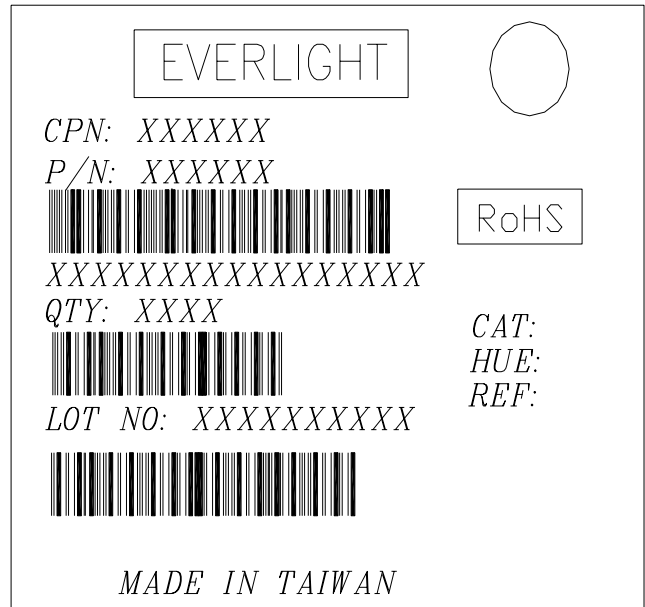 EVERLIGHT
CPN: XXXXXX
P/N: XXXXXX
RoHS
XXXXXXXXXXXXXXXXX
QTY: XXXX
CAT:
HUE:
REF:
LOT NO: XXXXXXXXXX
MADE IN TAIWAN